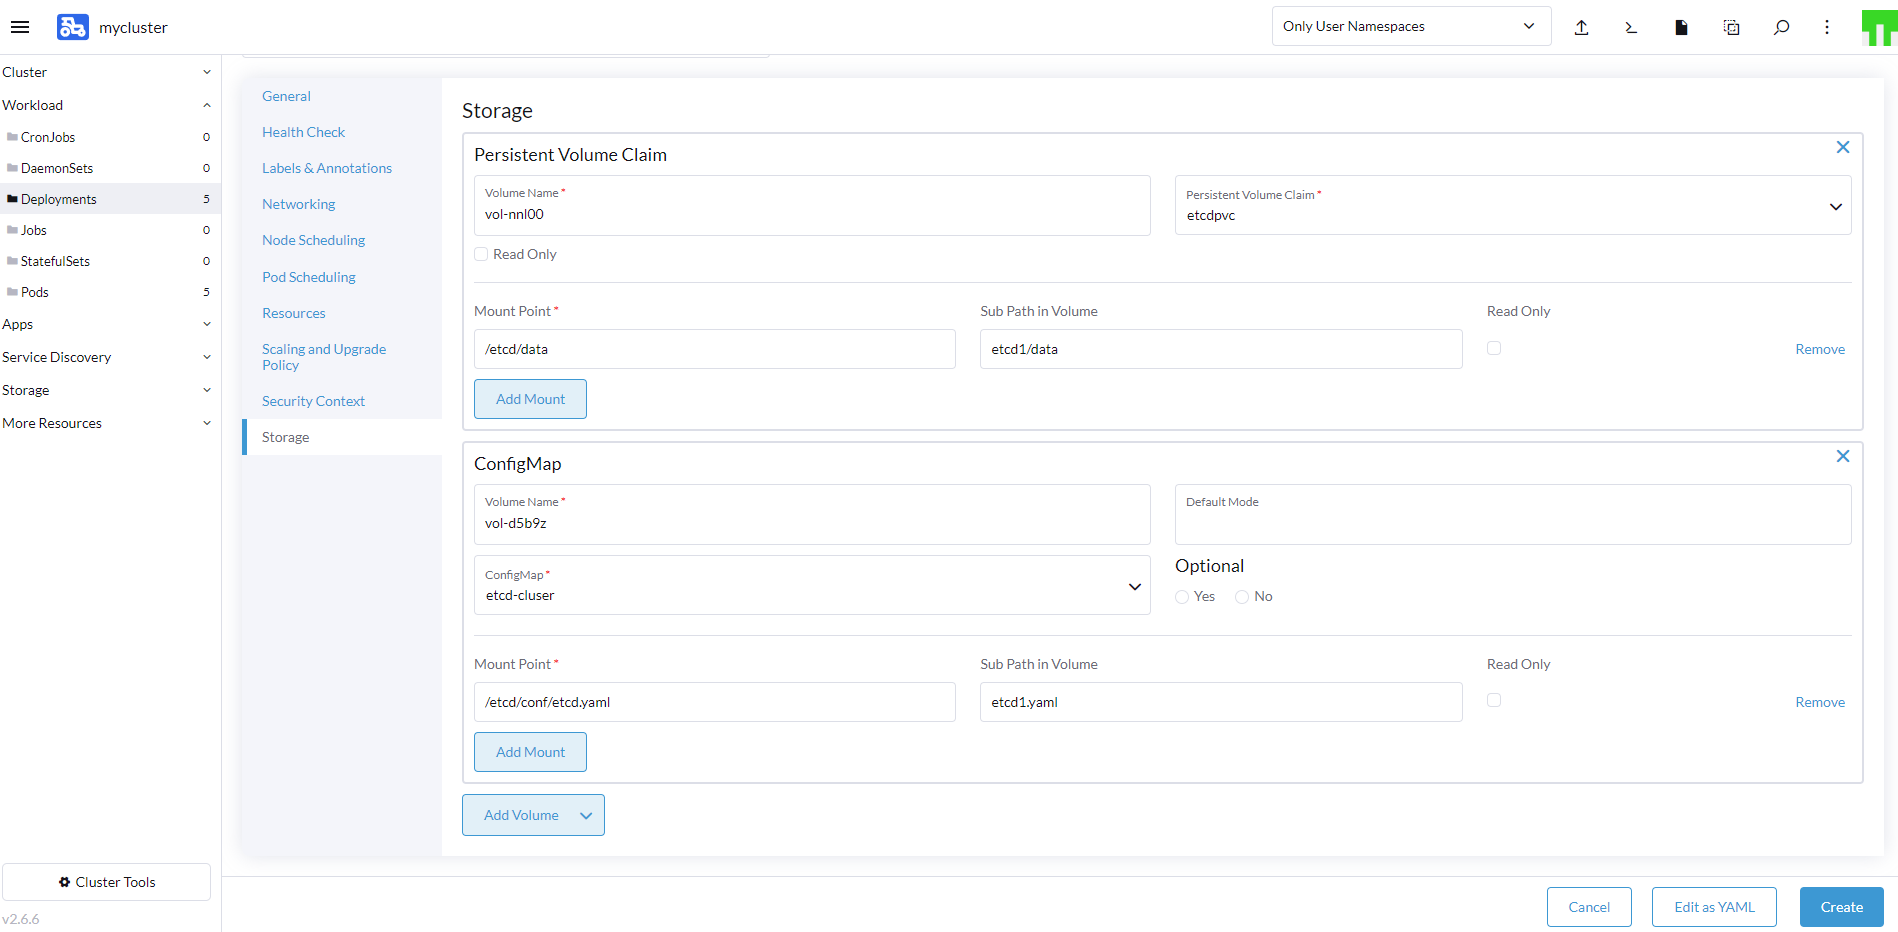 mycluster
Only User Namespaces
Cluster
Workload
CronJobs 0
DaemonSets 0
Deployments 5
Jobs 0
StatefulSets 0
Pods 5
Apps
Service Discovery
Storage
More Resources
Cluster Tools
v2.6.6
General
Health Check
Labels & Annotations
Networking
Node Scheduling
Pod Scheduling
Resources
Scaling and Upgrade
Policy
Security Context
Storage
Storage
Persistent Volume Claim
Volume Name *
vol-nnl00
Persistent Volume Claim *
etcdpvc
Read Only
Mount Point * Sub Path in Volume Read Only
/etcd/data etcd1/data Remove
Add Mount
ConfigMap
Volume Name *
vol-d5b9z
Default Mode
ConfigMap *
etcd-cluser
Optional
Yes No
Mount Point * Sub Path in Volume Read Only
/etcd/conf/etcd.yaml etcd1.yaml Remove
Add Mount
Add Volume
Cancel Edit as YAML Create